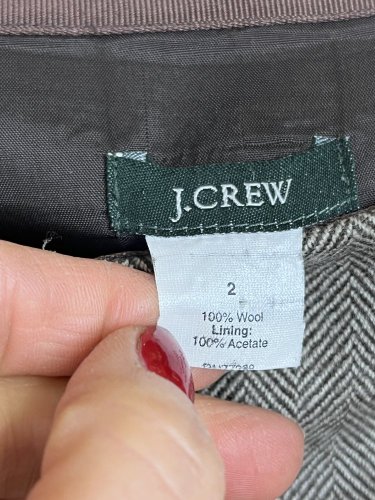 J.CREW
2
100% Wool
Lining:
100% Acetate